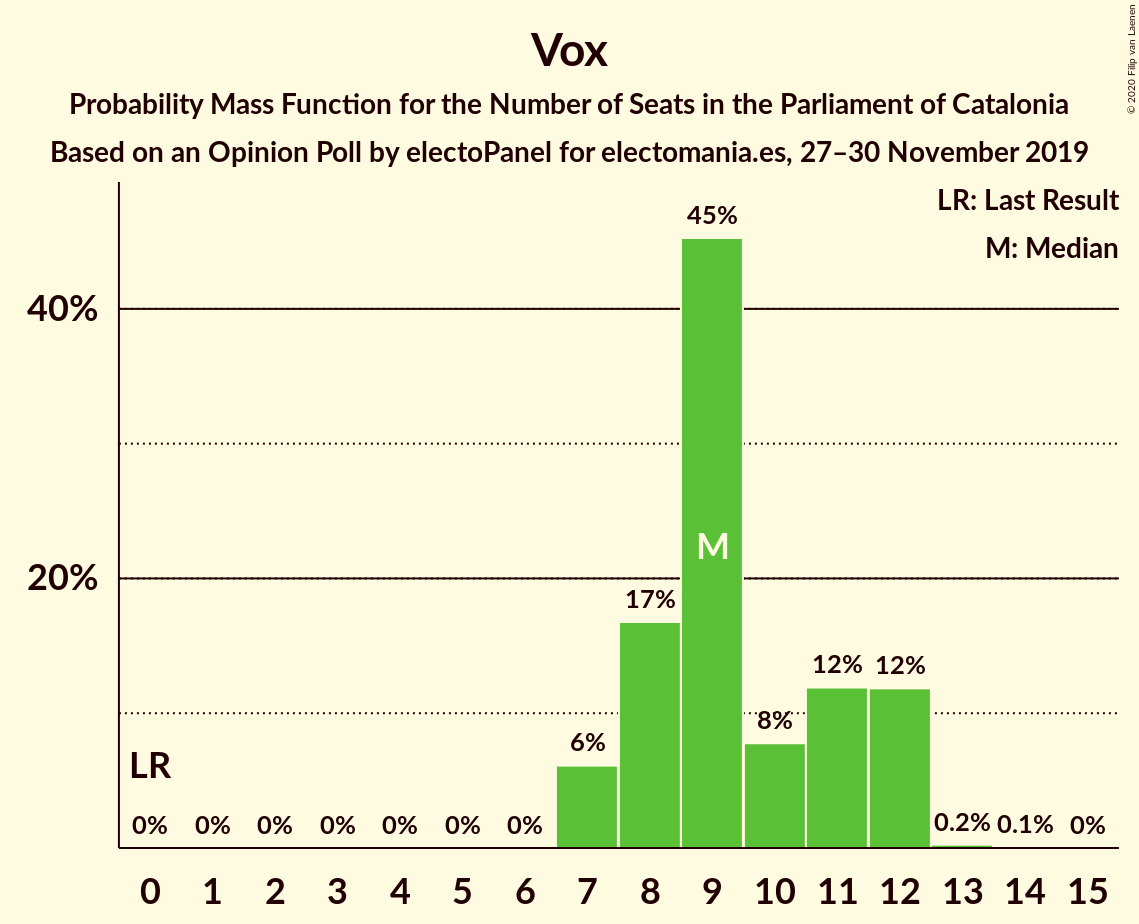 Vox
Probability Mass Function for the Number of Seats in the Parliament of Catalonia
Based on an Opinion Poll by electoPanel for electomania.es, 27–30 November 2019
© 2020 Filip van Laenen
LR: Last Result
M: Median
45%
40%
M
20%
17%
12% 12%
8%
6%
LR
0% 0% 0% 0% 0% 0% 0% 0.2% 0.1% 0%
0 1 2 3 4 5 6 7 8 9 10 11 12 13 14 15